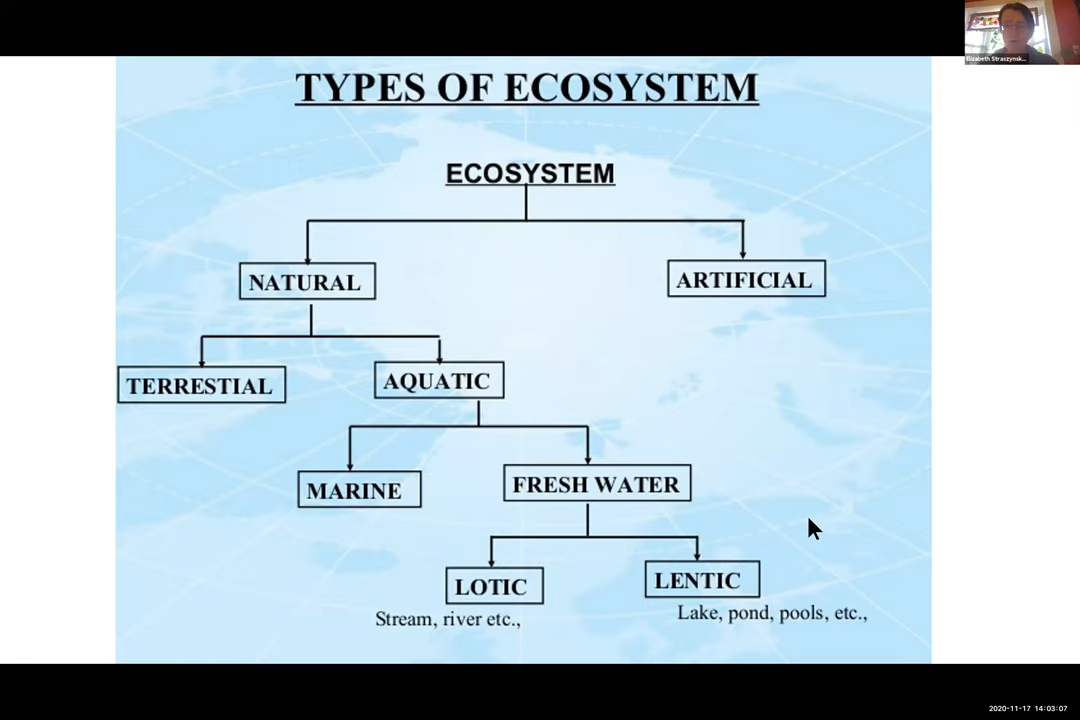 TYPES OF ECOSYSTEM
ECOSYSTEM
NATURAL
ARTIFICIAL
TERRESTIAL
AQUATIC
MARINE
FRESH WATER
LOTIC
LENTIC
Stream, river etc.,
Lake, pond, pools, etc.,
Elizabeth Straszynsk...
2020-11-17 14:03:07